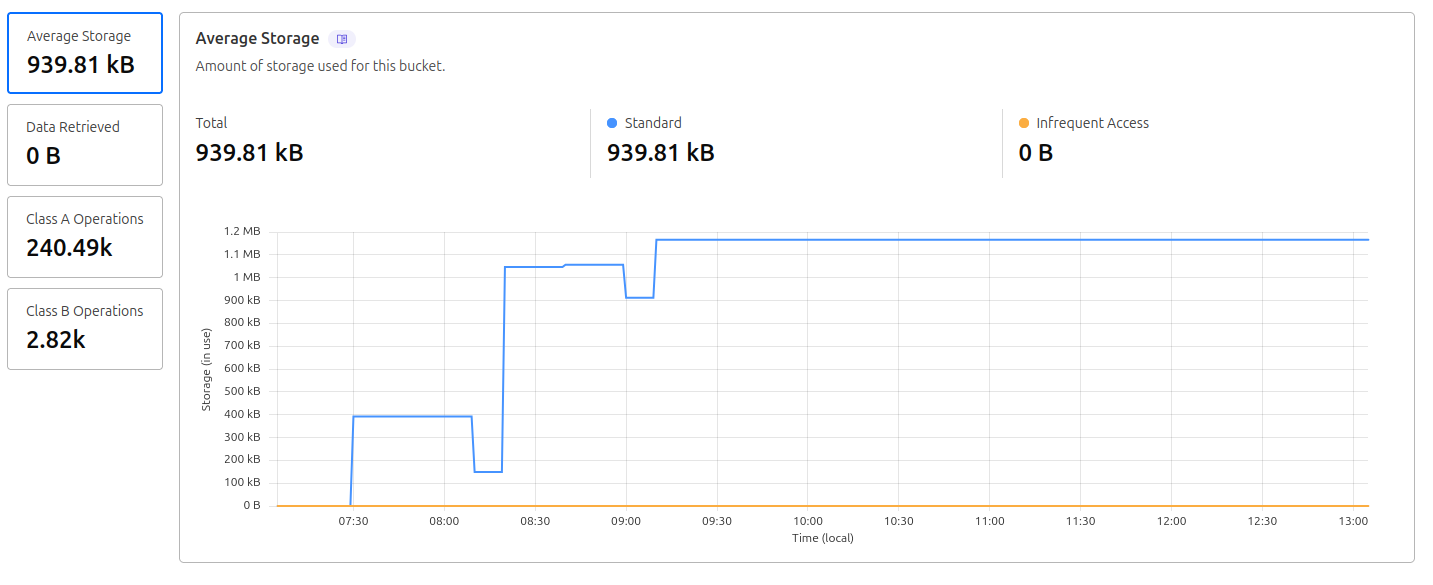 Average Storage
939.81 kB
Data Retrieved
0 B
Class A Operations
240.49k
Class B Operations
2.82k
Average Storage
Amount of storage used for this bucket.
Total
939.81 kB
Standard
939.81 kB
Infrequent Access
0 B
1.2 MB
1.1 MB
1 MB
900 kB
800 kB
700 kB
600 kB
500 kB
400 kB
300 kB
200 kB
100 kB
0 B
Storage (in use)
07:30 08:00 08:30 09:00 09:30 10:00 10:30 11:00 11:30 12:00 12:30 13:00
Time (local)